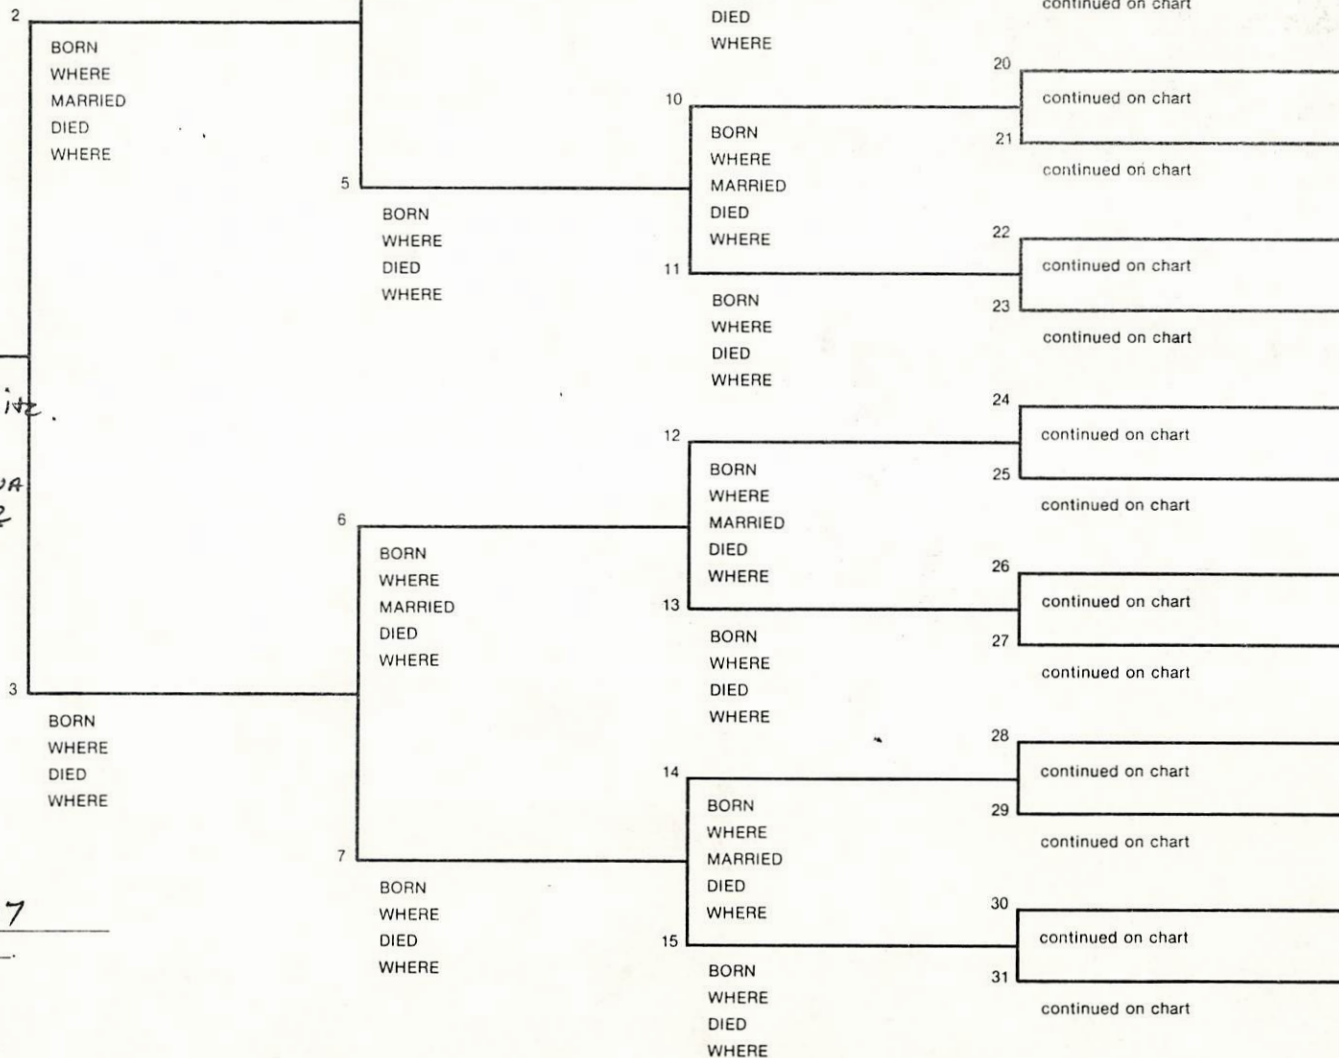 continued on chart
2
BORN
WHERE
MARRIED
DIED
WHERE
DIED
WHERE
20
continued on chart
21
continued on chart
10
BORN
WHERE
MARRIED
DIED
WHERE
5
BORN
WHERE
DIED
WHERE
22
continued on chart
23
continued on chart
11
BORN
WHERE
DIED
WHERE
24
continued on chart
25
continued on chart
12
BORN
WHERE
MARRIED
DIED
WHERE
6
BORN
WHERE
MARRIED
DIED
WHERE
26
continued on chart
27
continued on chart
13
BORN
WHERE
DIED
WHERE
3
BORN
WHERE
DIED
WHERE
28
continued on chart
29
continued on chart
14
BORN
WHERE
MARRIED
DIED
WHERE
7
BORN
WHERE
DIED
WHERE
7
30
continued on chart
31
continued on chart
15
BORN
WHERE
DIED
WHERE